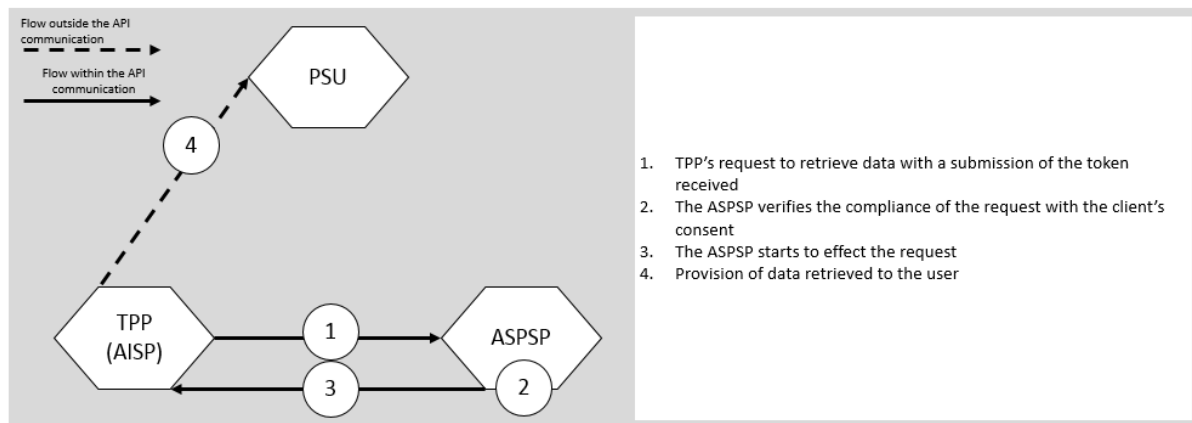 Flow outside the API
communication
Flow within the API
communication
PSU
4
TPP
(AISP)
1
3
ASPSP
2
1. TPP's request to retrieve data with a submission of the token
received
2. The ASPSP verifies the compliance of the request with the client's
consent
3. The ASPSP starts to effect the request
4. Provision of data retrieved to the user